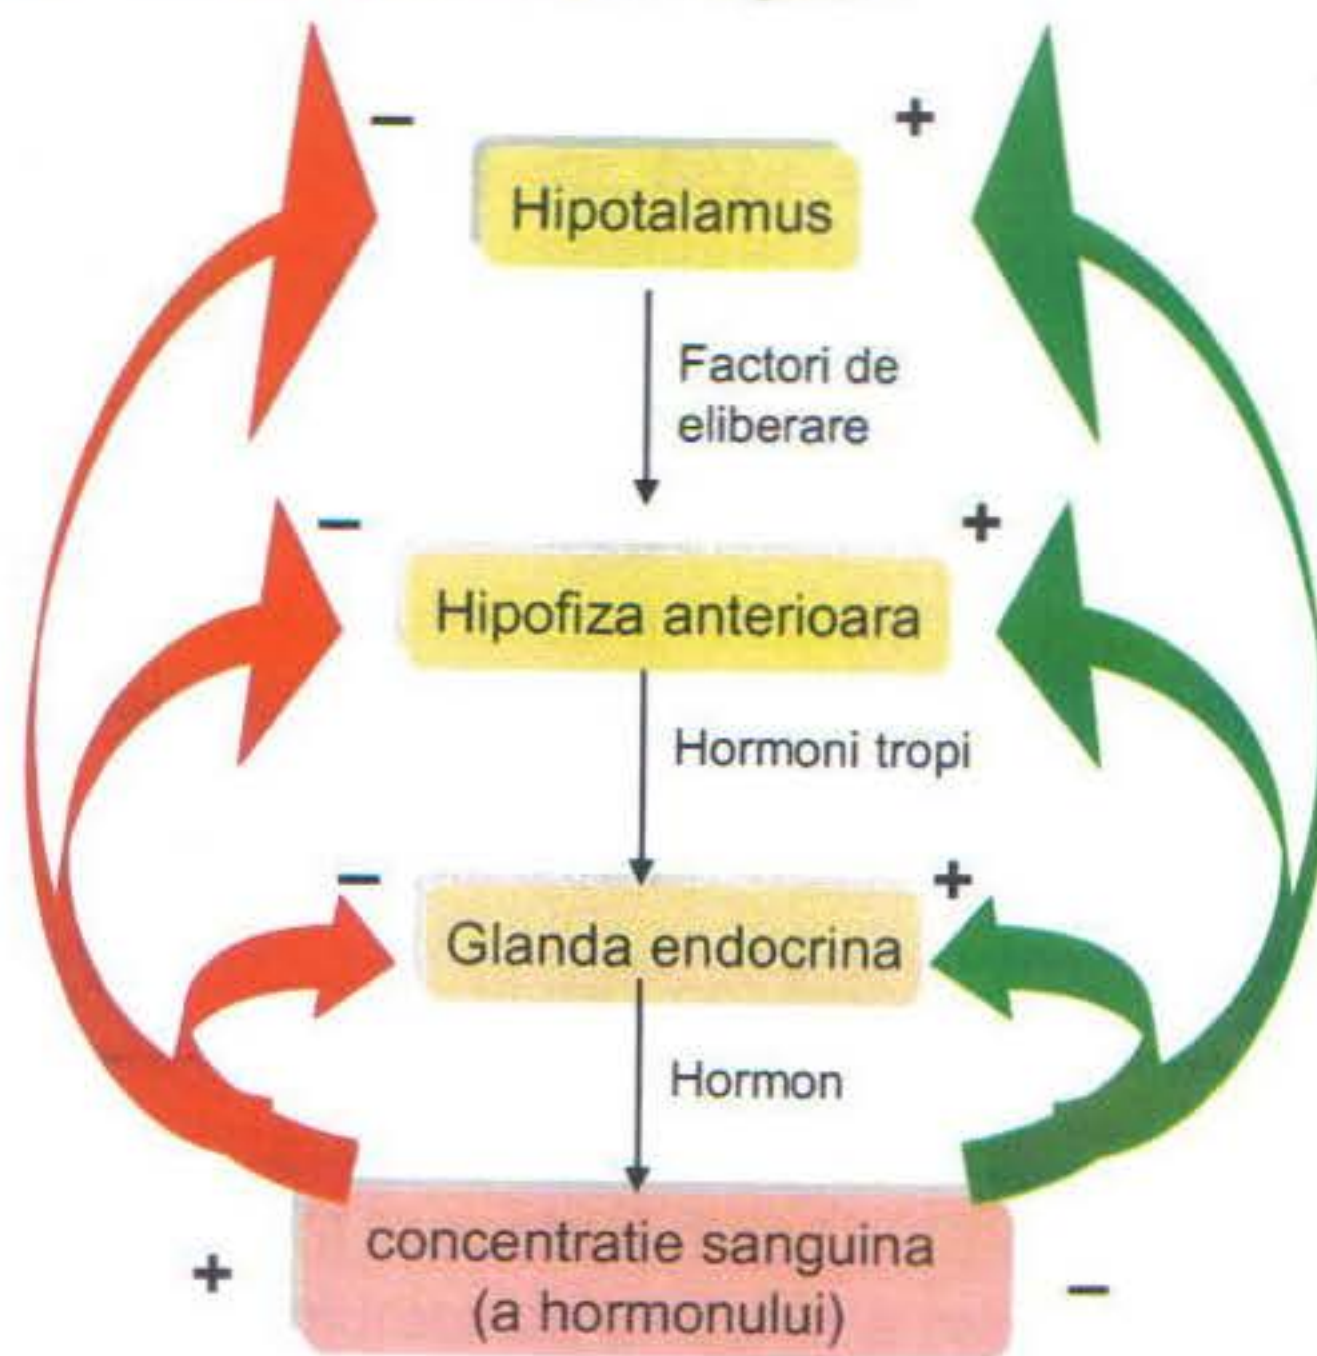 − +
Hipotalamus
Factori de
eliberare
− +
Hipofiza anterioara
Hormoni tropi
− +
Glanda endocrina
Hormon
concentratie sanguina
+ −
(a hormonului)